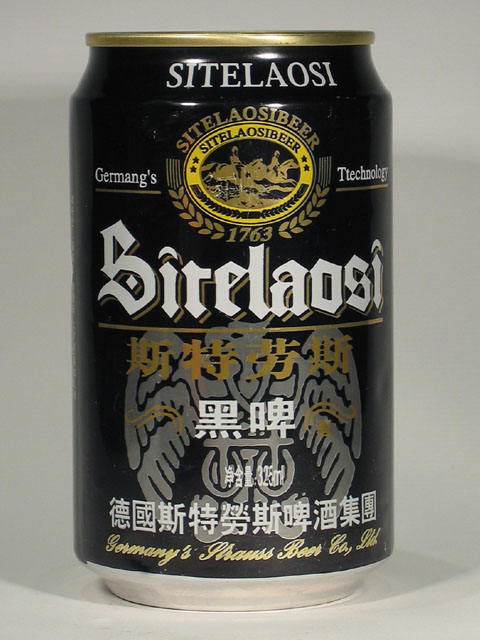 SITELAOSI
SITELAOSIBEER
SITELAOSIBEER
Germang's
Ttechnology
1763
Sitelaosi
斯特劳斯
黑啤
净含量:325ml
德國斯特勞斯啤酒集團
Germany's Strauss Beer Co., Ltd.